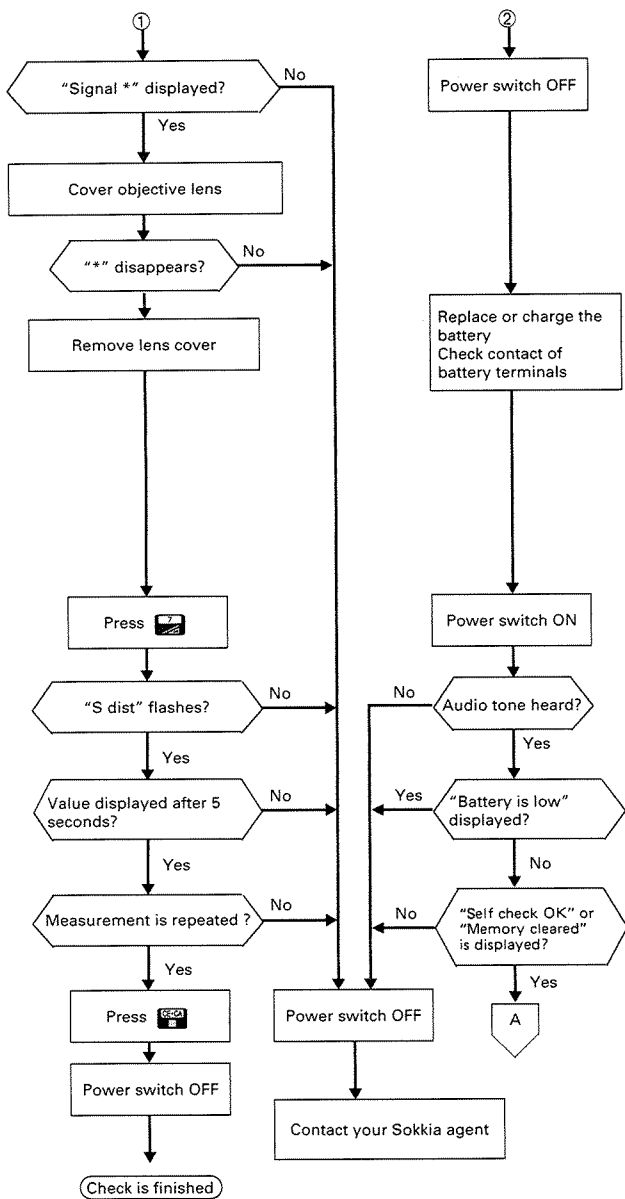 ①
"Signal *" displayed?
No
Yes
Cover objective lens
"*" disappears?
No
Remove lens cover
Press 7
"S dist" flashes?
No
Yes
Value displayed after 5
seconds?
No
Yes
Measurement is repeated ?
No
Yes
Press CE•CA
Power switch OFF
Check is finished
Power switch OFF
Contact your Sokkia agent
②
Power switch OFF
Replace or charge the
battery
Check contact of
battery terminals
Power switch ON
Audio tone heard?
No
Yes
"Battery is low"
displayed?
Yes
No
"Self check OK" or
"Memory cleared"
is displayed?
No
Yes
A